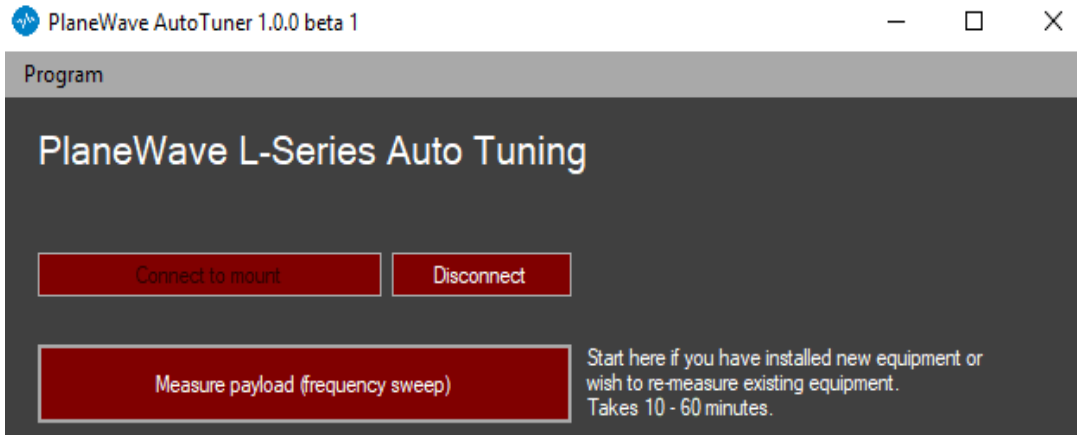 PlaneWave AutoTuner 1.0.0 beta 1
Program
PlaneWave L-Series Auto Tuning
Connect to mount
Disconnect
Measure payload (frequency sweep)
Start here if you have installed new equipment or
wish to re-measure existing equipment.
Takes 10 - 60 minutes.